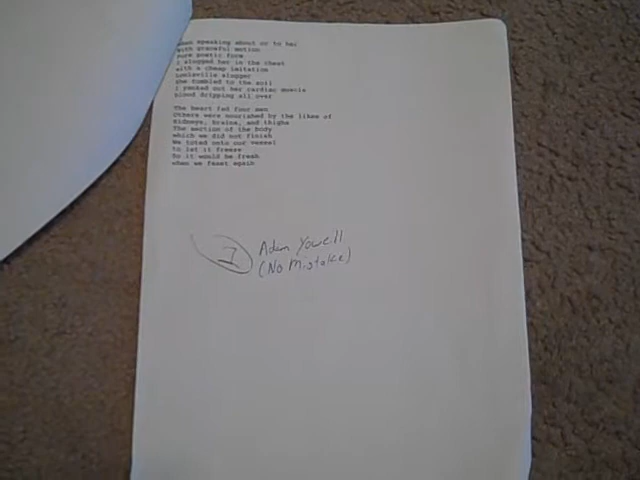 when speaking about or to her
with graceful motion
pure poetic form
I slugged her in the chest
with a cheap imitation
Louisville slugger
She fumbled to the soil
I yanked out her cardiac muscle
blood dripping all over
The heart fed four men
Others were nourished by the likes of
Kidneys, brains, and thighs
The section of the body
which we did not finish
We toted onto our vessel
To let it freeze
So it would be fresh
when we feast again
Adam Yowell
(No Mistake)